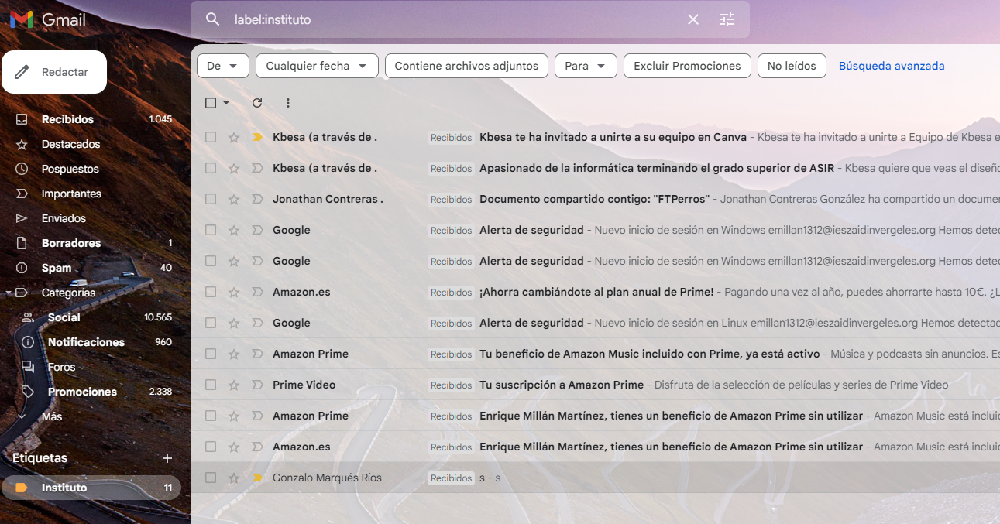 Gmail
label:instituto
Redactar
De
Cualquier fecha
Contiene archivos adjuntos
Para
Excluir Promociones
No leídos
Búsqueda avanzada
Recibidos 1.045
Destacados
Pospuestos
Importantes
Enviados
Borradores 1
Spam 40
Categorías
Social 10.565
Notificaciones 960
Foros
Promociones 2.338
Más
Etiquetas +
Instituto 11
Kbesa (a través de . Recibidos Kbesa te ha invitado a unirte a su equipo en Canva - Kbesa te ha invitado a unirte a Equipo de Kbesa e
Kbesa (a través de . Recibidos Apasionado de la informática terminando el grado superior de ASIR - Kbesa quiere que veas el diseño
Jonathan Contreras . Recibidos Documento compartido contigo: "FTPerros" - Jonathan Contreras González ha compartido un documen
Google Recibidos Alerta de seguridad - Nuevo inicio de sesión en Windows emillan1312@ieszaidinvergeles.org Hemos detec
Google Recibidos Alerta de seguridad - Nuevo inicio de sesión en Windows emillan1312@ieszaidinvergeles.org Hemos detec
Amazon.es Recibidos ¡Ahorra cambiándote al plan anual de Prime! - Pagando una vez al año, puedes ahorrarte hasta 10€. ¿L
Google Recibidos Alerta de seguridad - Nuevo inicio de sesión en Linux emillan1312@ieszaidinvergeles.org Hemos detectad
Amazon Prime Recibidos Tu beneficio de Amazon Music incluido con Prime, ya está activo - Música y podcasts sin anuncios. Es
Prime Video Recibidos Tu suscripción a Amazon Prime - Disfruta de la selección de películas y series de Prime Video
Amazon Prime Recibidos Enrique Millán Martínez, tienes un beneficio de Amazon Prime sin utilizar - Amazon Music está incluid
Amazon.es Recibidos Enrique Millán Martínez, tienes un beneficio de Amazon Prime sin utilizar - Amazon Music está incluid
Gonzalo Marqués Ríos Recibidos s - s